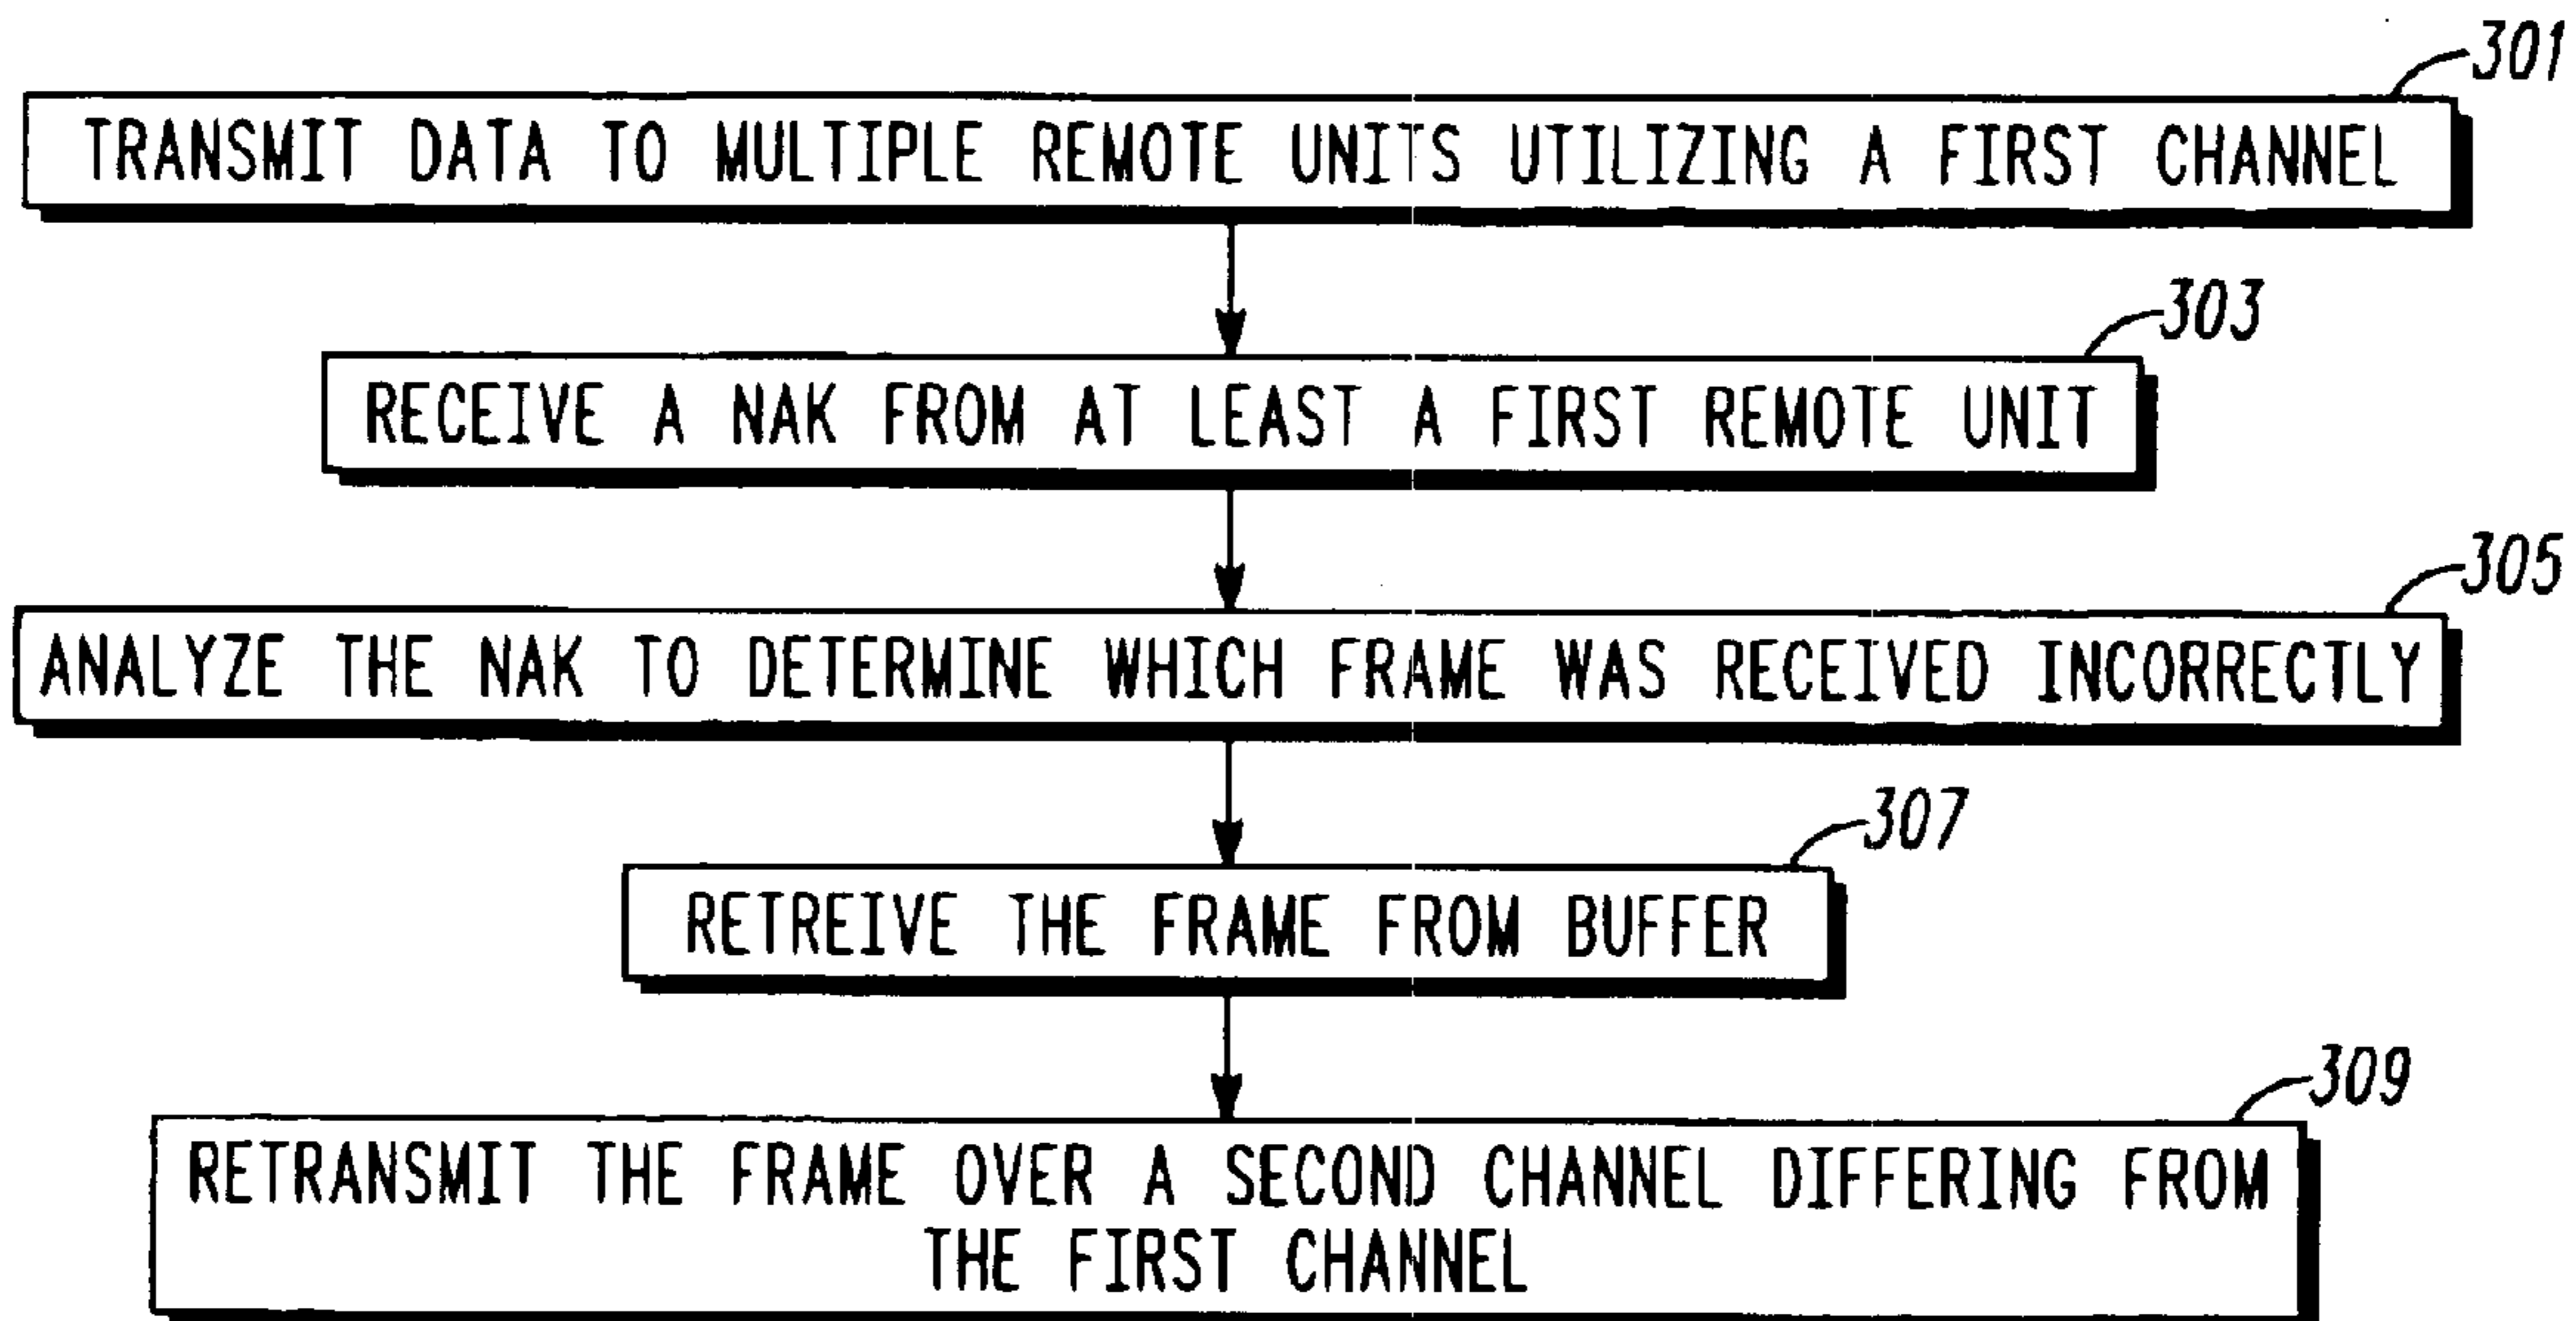 301
TRANSMIT DATA TO MULTIPLE REMOTE UNITS UTILIZING A FIRST CHANNEL
303
RECEIVE A NAK FROM AT LEAST A FIRST REMOTE UNIT
305
ANALYZE THE NAK TO DETERMINE WHICH FRAME WAS RECEIVED INCORRECTLY
307
RETREIVE THE FRAME FROM BUFFER
309
RETRANSMIT THE FRAME OVER A SECOND CHANNEL DIFFERING FROM
THE FIRST CHANNEL